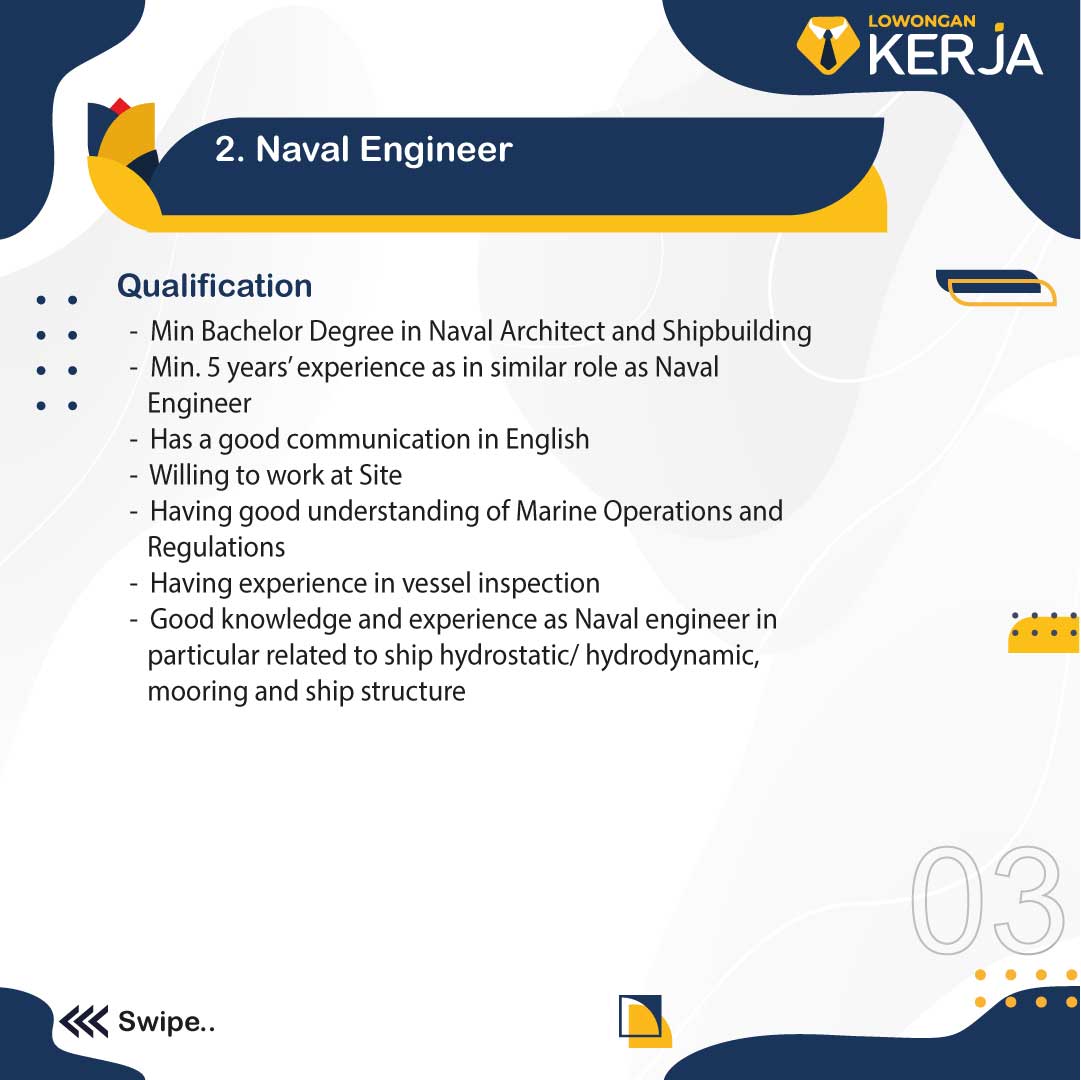 LOWONGAN
KERJA
2. Naval Engineer
Qualification
- Min Bachelor Degree in Naval Architect and Shipbuilding
- Min. 5 years’ experience as in similar role as Naval
Engineer
- Has a good communication in English
- Willing to work at Site
- Having good understanding of Marine Operations and
Regulations
- Having experience in vessel inspection
- Good knowledge and experience as Naval engineer in
particular related to ship hydrostatic/ hydrodynamic,
mooring and ship structure
03
Swipe..